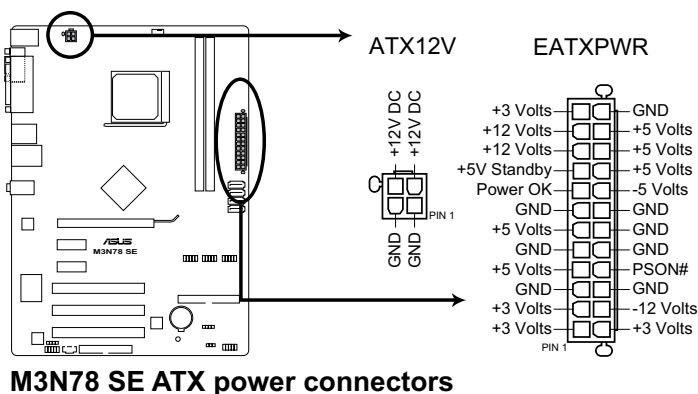 ATX12V
EATXPWR
+12V DC
+12V DC
GND
GND
PIN 1
+3 Volts
GND
+12 Volts
+5 Volts
+12 Volts
+5 Volts
+5V Standby
+5 Volts
Power OK
-5 Volts
GND
GND
+5 Volts
GND
GND
GND
+5 Volts
PSON#
GND
GND
+3 Volts
-12 Volts
+3 Volts
+3 Volts
PIN 1
ASUS
M3N78 SE
M3N78 SE ATX power connectors